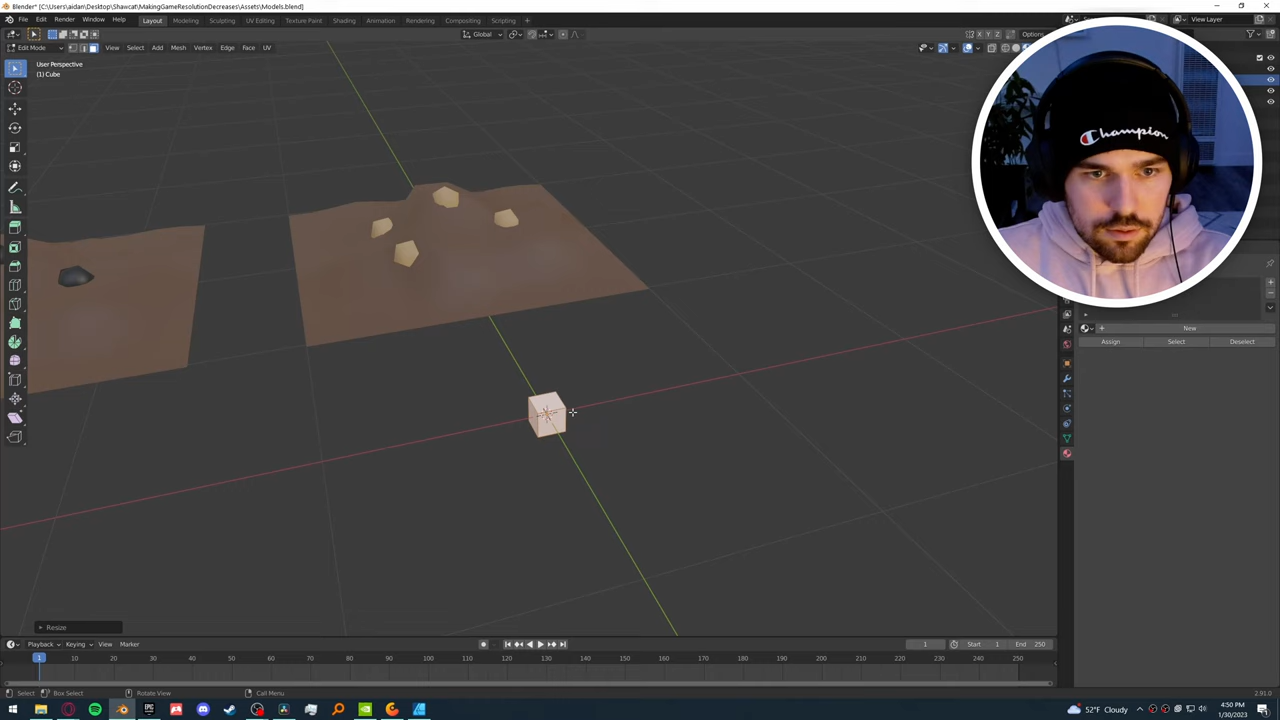 Blender* [C:\Users\aidan\Desktop\Shawcat\MakingGameResolutionDecreases\Assets\Models.blend]
File Edit Render Window Help Layout Modeling Sculpting UV Editing Texture Paint Shading Animation Rendering Compositing Scripting View Layer
Global Options
Edit Mode View Select Add Mesh Vertex Edge Face UV X Y Z
User Perspective
(1) Cube
Champion
New
Assign Select Deselect
Resize
Playback Keying View Marker 1 Start 1 End 250
1 10 20 30 40 50 60 70 80 90 100 110 120 130 140 150 160 170 180 190 200 210 220 230 240 250
Select Box Select Rotate View Call Menu 2.91.0
52°F Cloudy 4:50 PM
1/30/2023